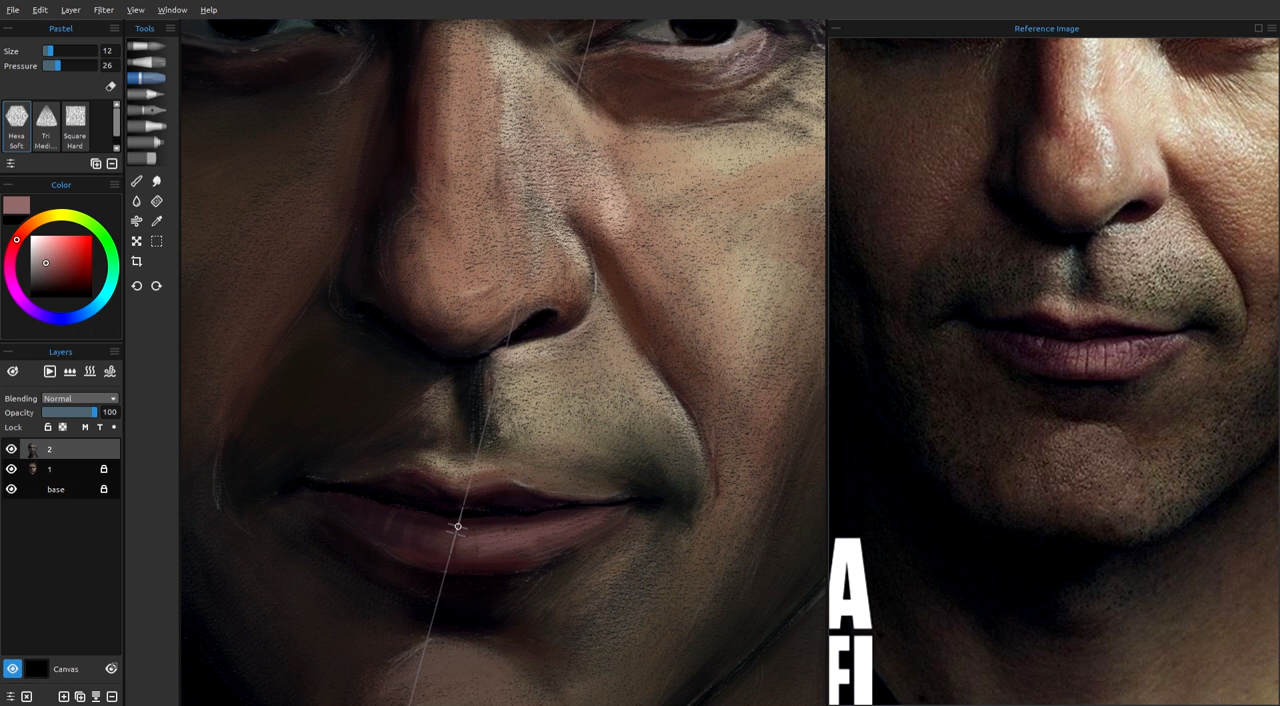 File Edit Layer Filter View Window Help
Pastel
Tools
Reference Image
Size 12
Pressure 26
Hexa Soft
Tri Medi...
Square Hard
Color
Layers
Blending Normal
Opacity 100
Lock M T
2
1
base
Canvas
A
FI